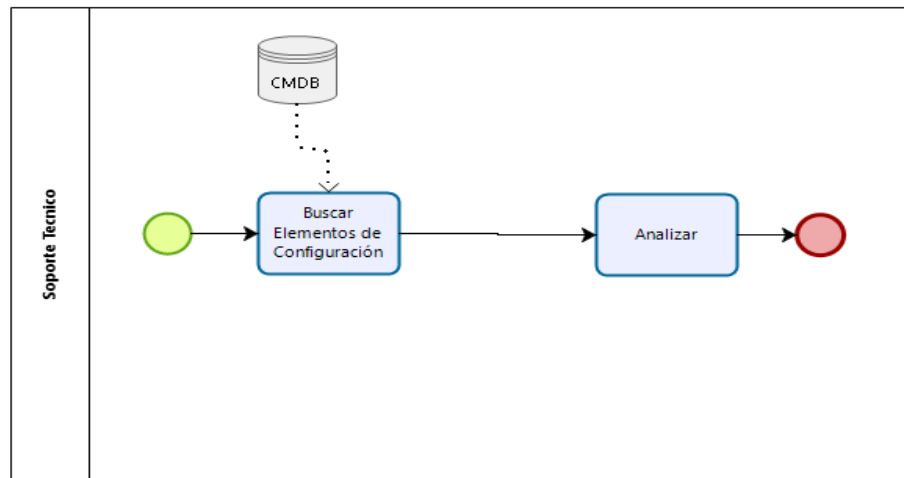 Soporte Tecnico
CMDB
Buscar
Elementos de
Configuración
Analizar